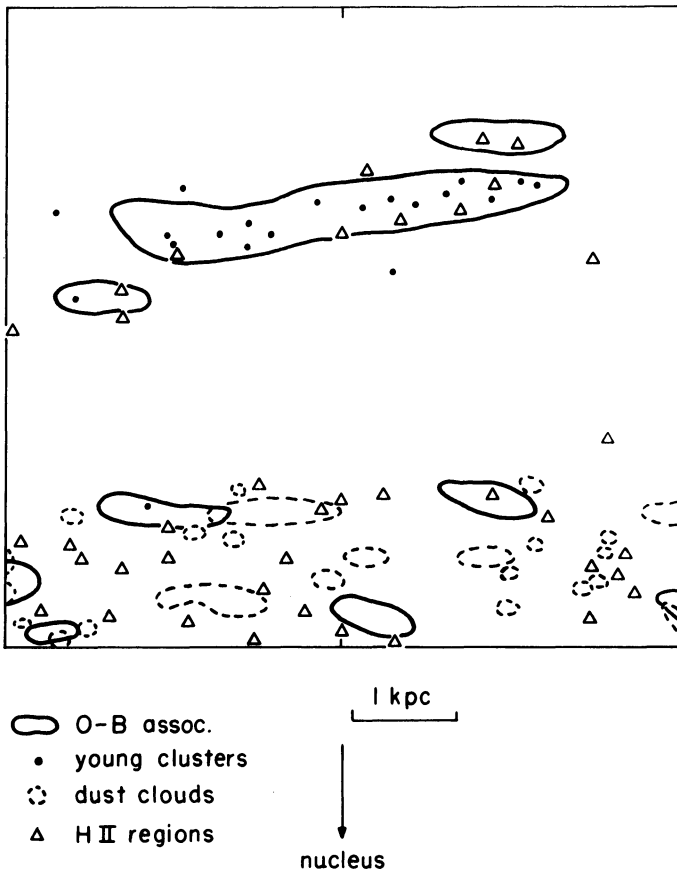 1 kpc
O-B assoc.
young clusters
dust clouds
H II regions
nucleus